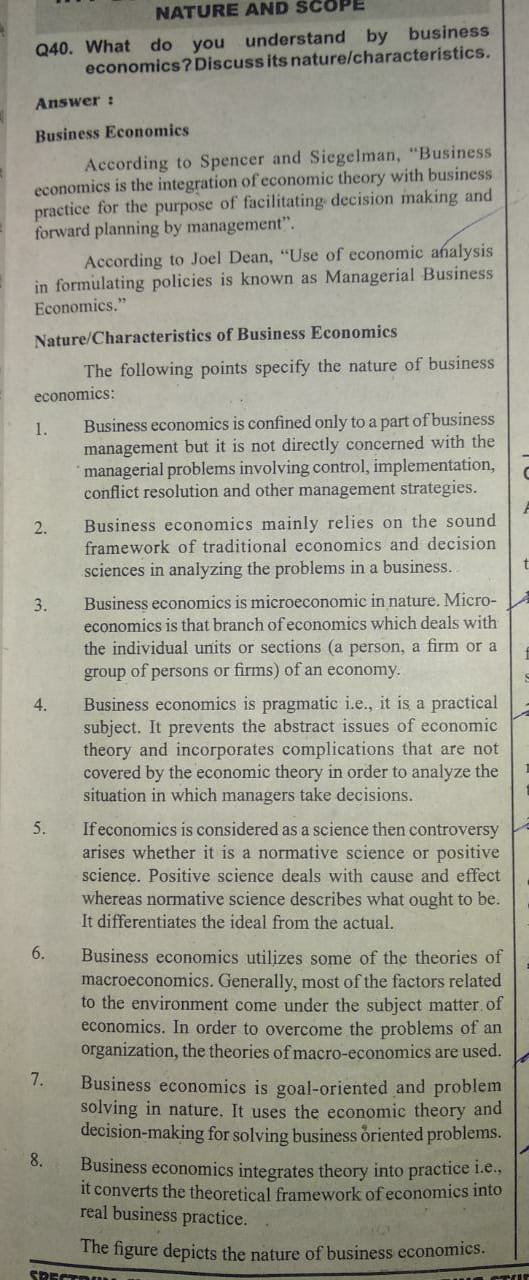 NATURE AND SCOPE
Q40. What do you understand by business
economics? Discuss its nature/characteristics.
Answer :
Business Economics
According to Spencer and Siegelman, “Business
economics is the integration of economic theory with business
practice for the purpose of facilitating decision making and
forward planning by management”.
According to Joel Dean, “Use of economic analysis
in formulating policies is known as Managerial Business
Economics.”
Nature/Characteristics of Business Economics
The following points specify the nature of business
economics:
1. Business economics is confined only to a part of business
management but it is not directly concerned with the
managerial problems involving control, implementation,
conflict resolution and other management strategies.
2. Business economics mainly relies on the sound
framework of traditional economics and decision
sciences in analyzing the problems in a business.
3. Business economics is microeconomic in nature. Micro-
economics is that branch of economics which deals with
the individual units or sections (a person, a firm or a
group of persons or firms) of an economy.
4. Business economics is pragmatic i.e., it is a practical
subject. It prevents the abstract issues of economic
theory and incorporates complications that are not
covered by the economic theory in order to analyze the
situation in which managers take decisions.
5. If economics is considered as a science then controversy
arises whether it is a normative science or positive
science. Positive science deals with cause and effect
whereas normative science describes what ought to be.
It differentiates the ideal from the actual.
6. Business economics utilizes some of the theories of
macroeconomics. Generally, most of the factors related
to the environment come under the subject matter of
economics. In order to overcome the problems of an
organization, the theories of macro-economics are used.
7. Business economics is goal-oriented and problem
solving in nature. It uses the economic theory and
decision-making for solving business oriented problems.
8. Business economics integrates theory into practice i.e.,
it converts the theoretical framework of economics into
real business practice.
The figure depicts the nature of business economics.